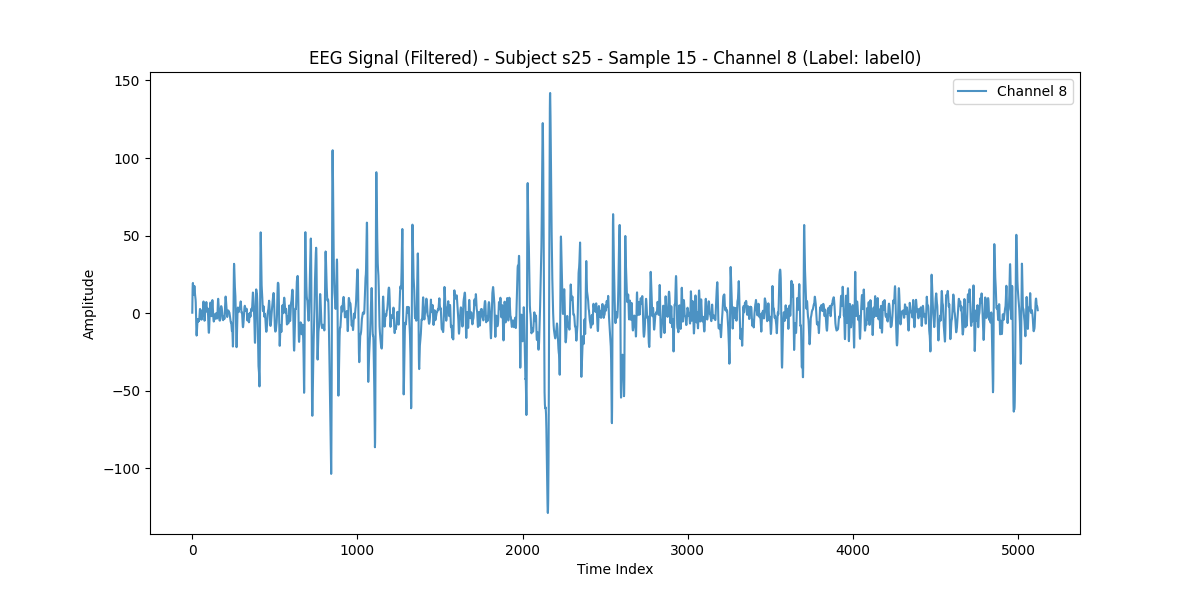 EEG Signal (Filtered) - Subject s25 - Sample 15 - Channel 8 (Label: label0)
Channel 8
150
100
50
0
−50
−100
Amplitude
0 1000 2000 3000 4000 5000
Time Index